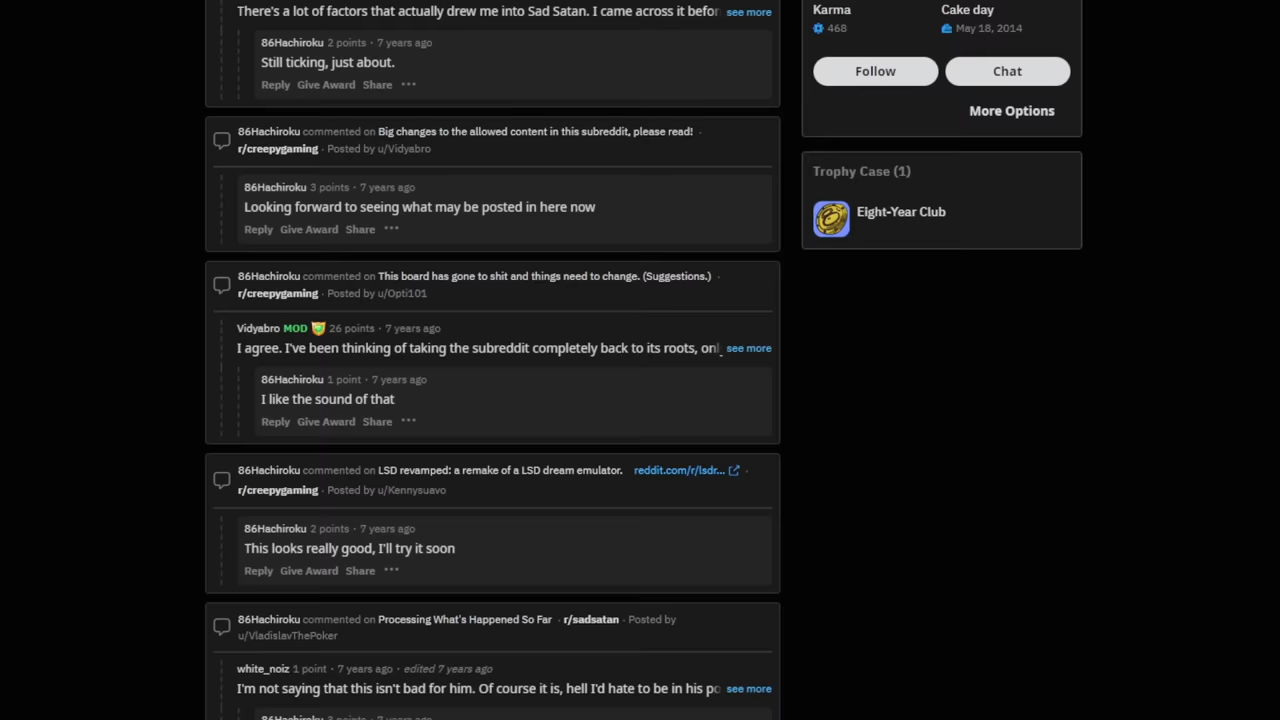 There's a lot of factors that actually drew me into Sad Satan. I came across it befor see more
86Hachiroku 2 points · 7 years ago
Still ticking, just about.
Reply Give Award Share ···
86Hachiroku commented on Big changes to the allowed content in this subreddit, please read! ·
r/creepygaming · Posted by u/Vidyabro
86Hachiroku 3 points · 7 years ago
Looking forward to seeing what may be posted in here now
Reply Give Award Share ···
86Hachiroku commented on This board has gone to shit and things need to change. (Suggestions.) ·
r/creepygaming · Posted by u/Opti101
Vidyabro MOD 26 points · 7 years ago
I agree. I've been thinking of taking the subreddit completely back to its roots, onl see more
86Hachiroku 1 point · 7 years ago
I like the sound of that
Reply Give Award Share ···
86Hachiroku commented on LSD revamped: a remake of a LSD dream emulator. reddit.com/r/lsdr... ·
r/creepygaming · Posted by u/Kennysuavo
86Hachiroku 2 points · 7 years ago
This looks really good, I'll try it soon
Reply Give Award Share ···
86Hachiroku commented on Processing What's Happened So Far · r/sadsatan · Posted by
u/VladislavThePoker
white_noiz 1 point · 7 years ago · edited 7 years ago
I'm not saying that this isn't bad for him. Of course it is, hell I'd hate to be in his po see more
86Hachiroku 3 points · 7 years ago
Karma Cake day
468 May 18, 2014
Follow Chat
More Options
Trophy Case (1)
Eight-Year Club